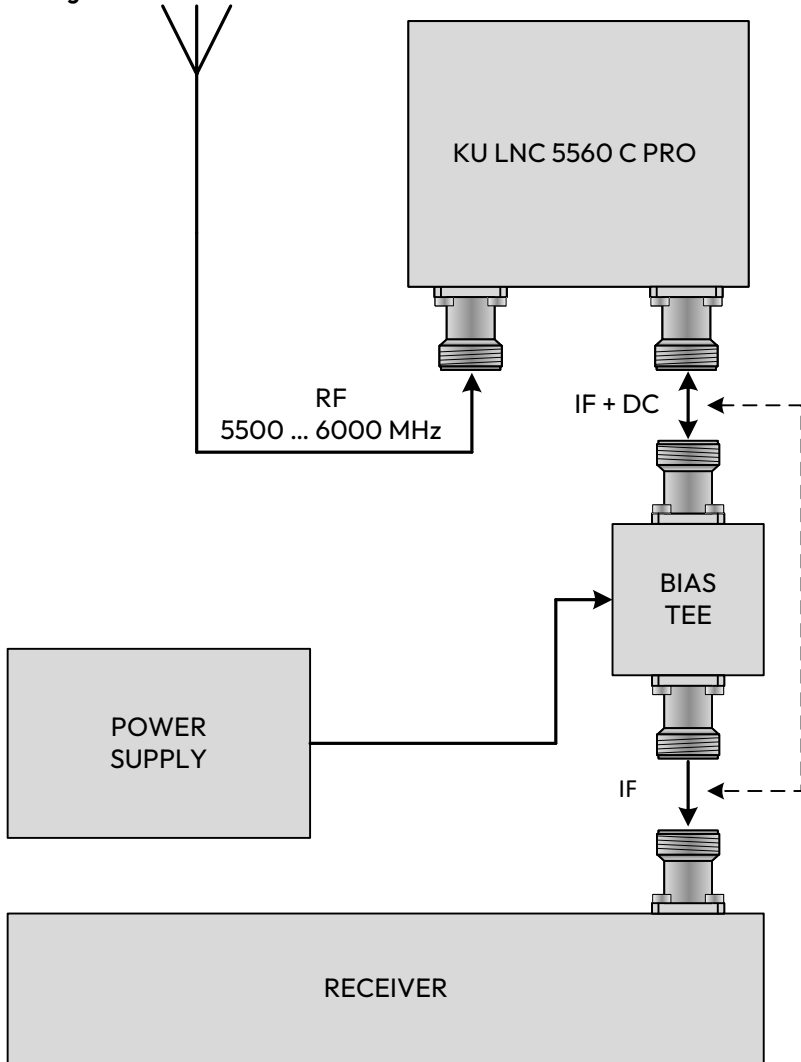 KU LNC 5560 C PRO
RF
5500 ... 6000 MHz
IF + DC
BIAS
TEE
POWER
SUPPLY
IF
RECEIVER